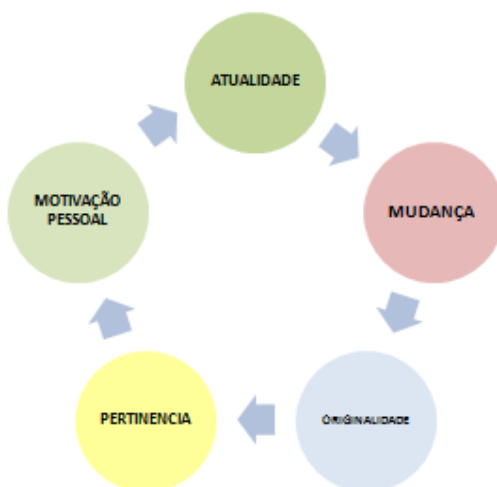 ATUALIDADE
MUDANÇA
ORIGINALIDADE
PERTINENCIA
MOTIVAÇÃO
PESSOAL